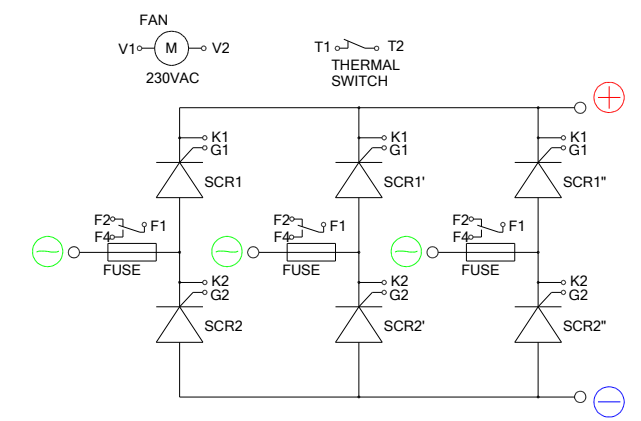 FAN
V1 M V2
230VAC
T1 T2
THERMAL
SWITCH
K1 K1 K1
G1 G1 G1
SCR1 SCR1' SCR1"
F2 F1 F2 F1 F2 F1
F4 F4 F4
FUSE FUSE FUSE
K2 K2 K2
G2 G2 G2
SCR2 SCR2' SCR2"